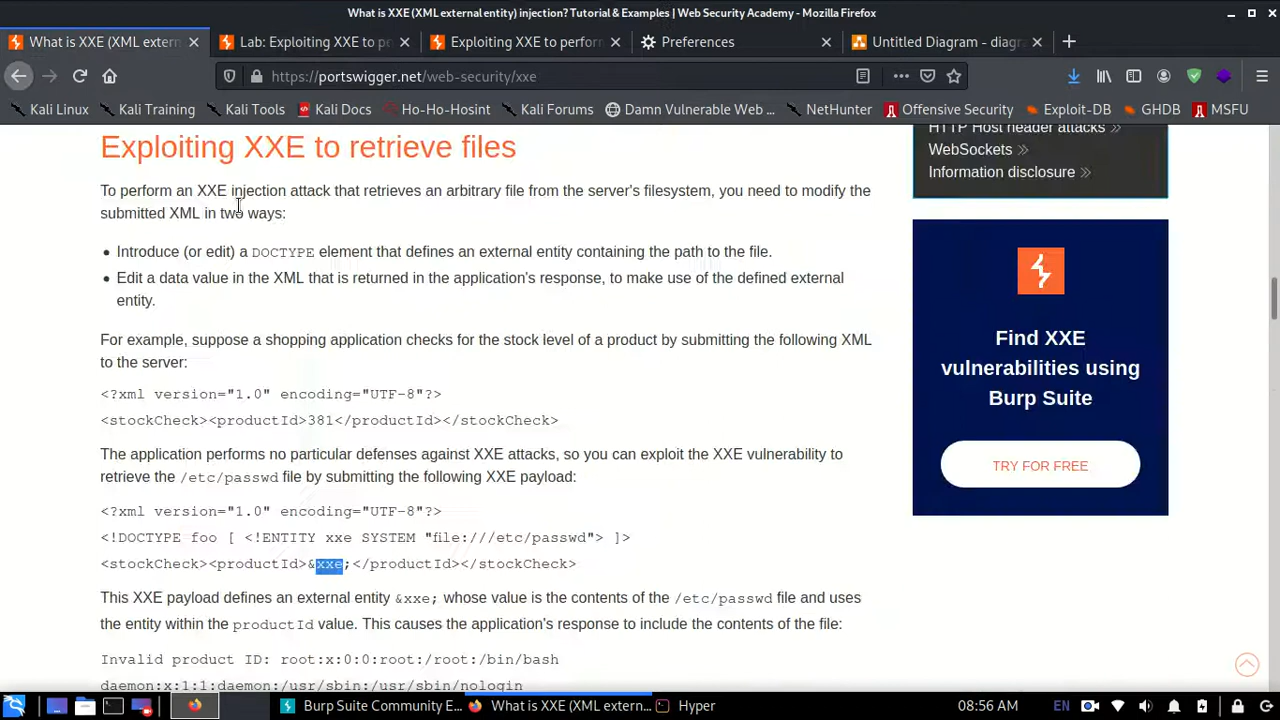 What is XXE (XML external entity) injection? Tutorial & Examples | Web Security Academy - Mozilla Firefox
What is XXE (XML extern
Lab: Exploiting XXE to pe
Exploiting XXE to perform
Preferences
Untitled Diagram - diagra
https://portswigger.net/web-security/xxe
Kali Linux
Kali Training
Kali Tools
Kali Docs
Ho-Ho-Hosint
Kali Forums
Damn Vulnerable Web ...
NetHunter
Offensive Security
Exploit-DB
GHDB
MSFU
Exploiting XXE to retrieve files
To perform an XXE injection attack that retrieves an arbitrary file from the server's filesystem, you need to modify the
submitted XML in two ways:
• Introduce (or edit) a DOCTYPE element that defines an external entity containing the path to the file.
• Edit a data value in the XML that is returned in the application's response, to make use of the defined external
entity.
For example, suppose a shopping application checks for the stock level of a product by submitting the following XML
to the server:
<?xml version="1.0" encoding="UTF-8"?>
<stockCheck><productId>381</productId></stockCheck>
The application performs no particular defenses against XXE attacks, so you can exploit the XXE vulnerability to
retrieve the /etc/passwd file by submitting the following XXE payload:
<?xml version="1.0" encoding="UTF-8"?>
<!DOCTYPE foo [ <!ENTITY xxe SYSTEM "file:///etc/passwd"> ]>
<stockCheck><productId>&xxe;</productId></stockCheck>
This XXE payload defines an external entity &xxe; whose value is the contents of the /etc/passwd file and uses
the entity within the productId value. This causes the application's response to include the contents of the file:
Invalid product ID: root:x:0:0:root:/root:/bin/bash
daemon:x:1:1:daemon:/usr/sbin:/usr/sbin/nologin
HTTP Host header attacks
WebSockets
Information disclosure
Find XXE
vulnerabilities using
Burp Suite
TRY FOR FREE
Burp Suite Community E...
What is XXE (XML extern...
Hyper
08:56 AM
EN